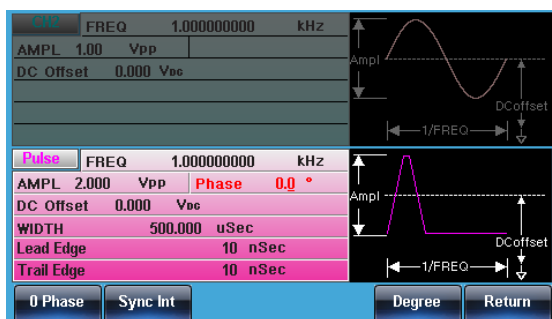 CH2 FREQ 1.000000000 kHz
AMPL 1.00 Vpp
DC Offset 0.000 VDC
Ampl
DCoffset
1/FREQ
Pulse FREQ 1.000000000 kHz
AMPL 2.000 Vpp Phase 0.0 °
DC Offset 0.000 VDC
WIDTH 500.000 uSec
Lead Edge 10 nSec
Trail Edge 10 nSec
Ampl
DCoffset
1/FREQ
0 Phase Sync Int Degree Return